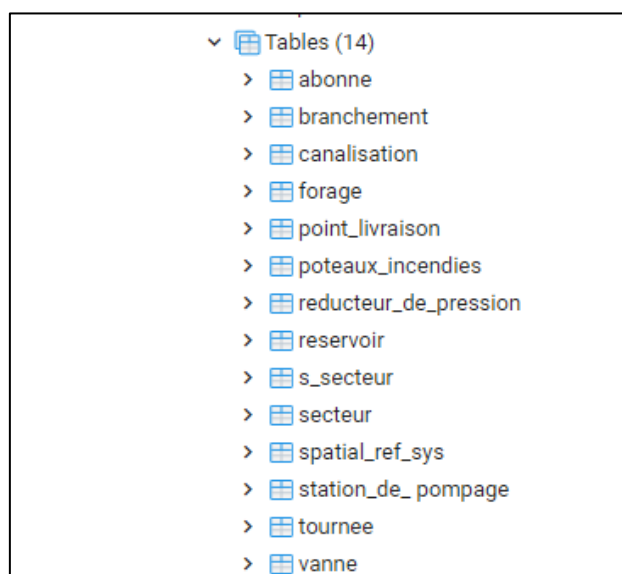 Tables (14)
abonne
branchement
canalisation
forage
point_livraison
poteaux_incendies
reducteur_de_pression
reservoir
s_secteur
secteur
spatial_ref_sys
station_de_ pompage
tournee
vanne